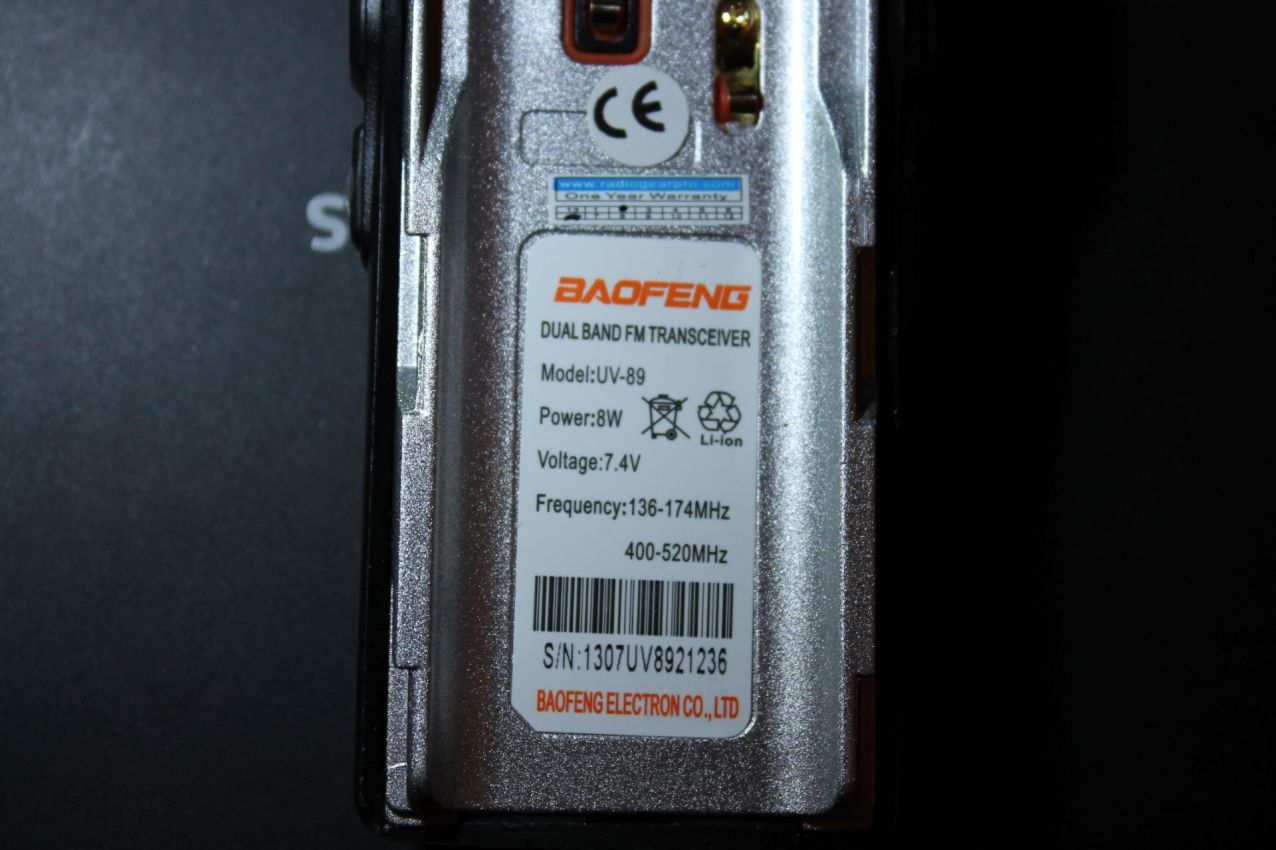 CE
S
www.radiogearpro.com
One Year Warranty
BAOFENG
DUAL BAND FM TRANSCEIVER
Model:UV-89
Power:8W
Li-ion
Voltage:7.4V
Frequency:136-174MHz
400-520MHz
S/N:1307UV8921236
BAOFENG ELECTRON CO.,LTD